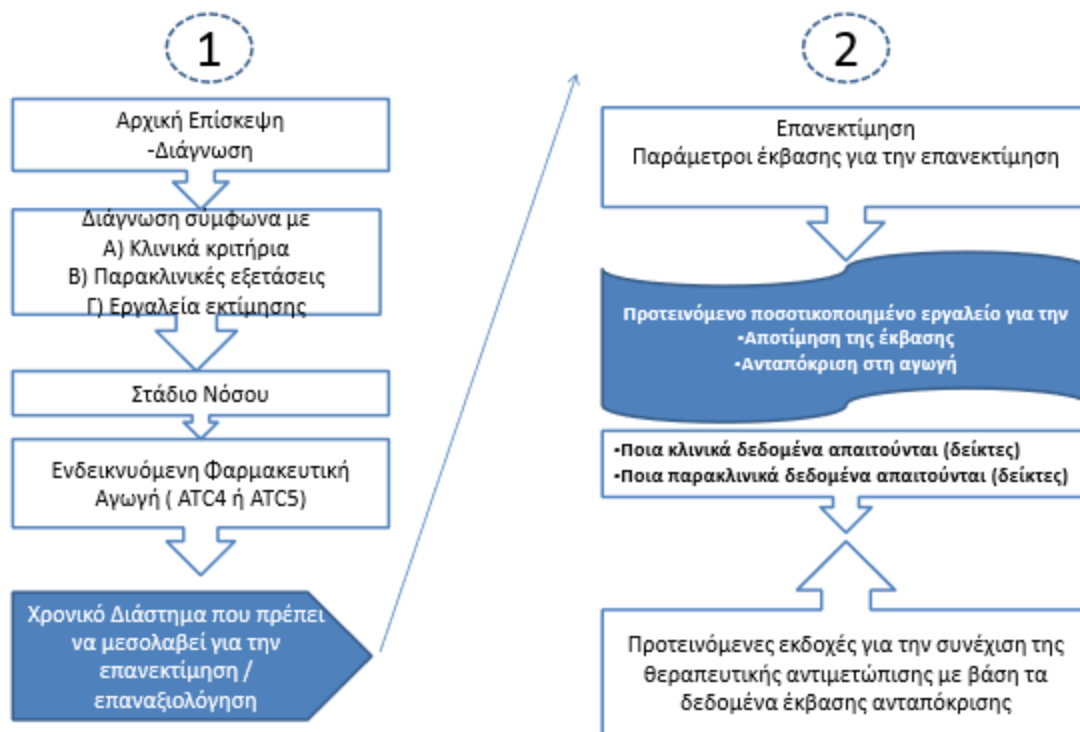 1
Αρχική Επίσκεψη
-Διάγνωση
Διάγνωση σύμφωνα με
Α) Κλινικά κριτήρια
Β) Παρακλινικές εξετάσεις
Γ) Εργαλεία εκτίμησης
Στάδιο Νόσου
Ενδεικνυόμενη Φαρμακευτική
Αγωγή ( ATC4 ή ATC5)
Χρονικό Διάστημα που πρέπει
να μεσολαβεί για την
επανεκτίμηση /
επαναξιολόγηση
2
Επανεκτίμηση
Παράμετροι έκβασης για την επανεκτίμηση
Προτεινόμενο ποσοτικοποιημένο εργαλείο για την
▪Αποτίμηση της έκβασης
▪Ανταπόκριση στη αγωγή
▪Ποια κλινικά δεδομένα απαιτούνται (δείκτες)
▪Ποια παρακλινικά δεδομένα απαιτούνται (δείκτες)
Προτεινόμενες εκδοχές για την συνέχιση της
θεραπευτικής αντιμετώπισης με βάση τα
δεδομένα έκβασης ανταπόκρισης